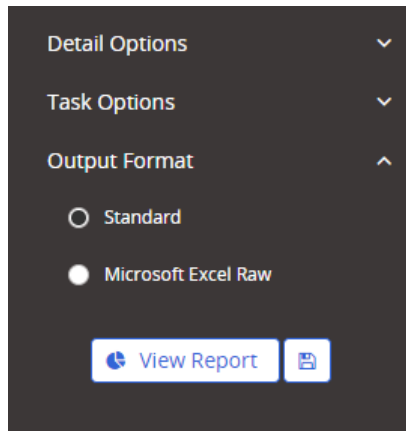 Detail Options
Task Options
Output Format
Standard
Microsoft Excel Raw
View Report